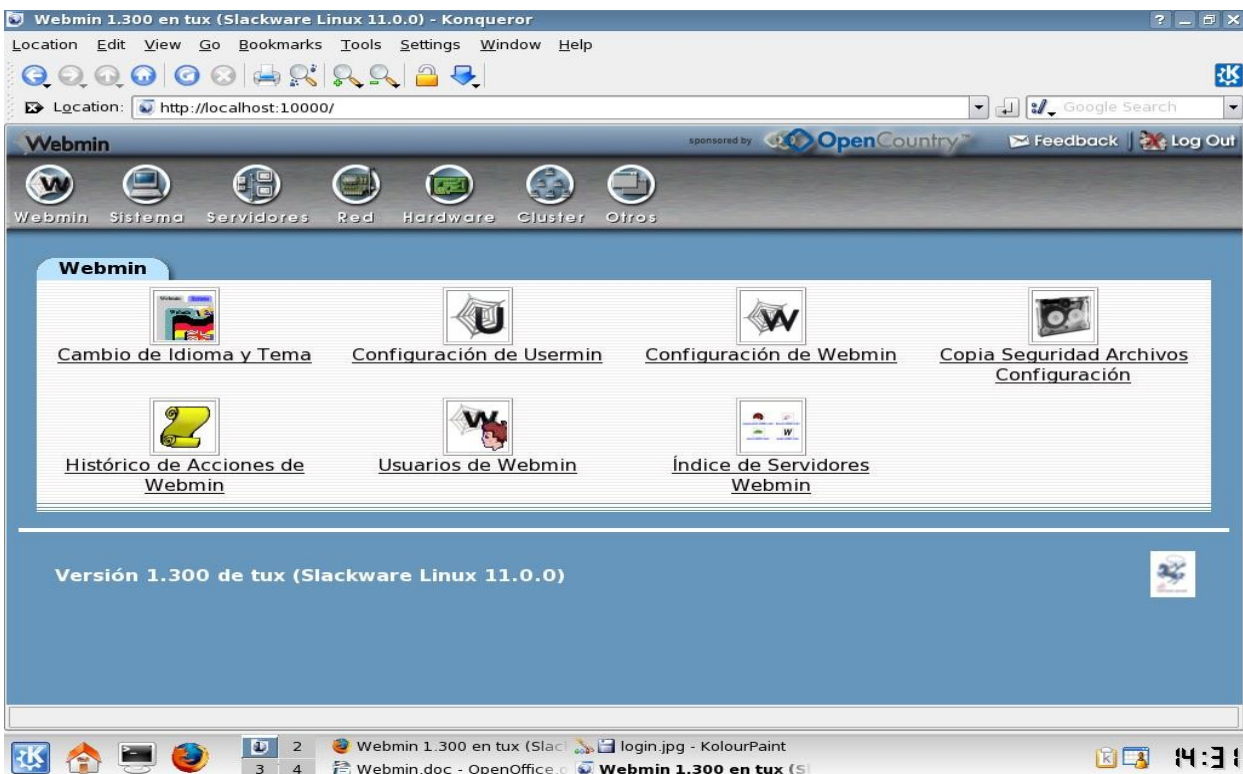 Webmin 1.300 en tux (Slackware Linux 11.0.0) - Konqueror
Location Edit View Go Bookmarks Tools Settings Window Help
Location: http://localhost:10000/ Google Search
Webmin sponsored by OpenCountry Feedback Log Out
Webmin Sistema Servidores Red Hardware Cluster Otros
Webmin
Cambio de Idioma y Tema Configuración de Usermin Configuración de Webmin Copia Seguridad Archivos
Configuración
Histórico de Acciones de Usuarios de Webmin Índice de Servidores
Webmin Webmin
Versión 1.300 de tux (Slackware Linux 11.0.0)
2 Webmin 1.300 en tux (Slac login.jpg - KolourPaint
3 4 Webmin.doc - OpenOffice.o Webmin 1.300 en tux (S
14:31